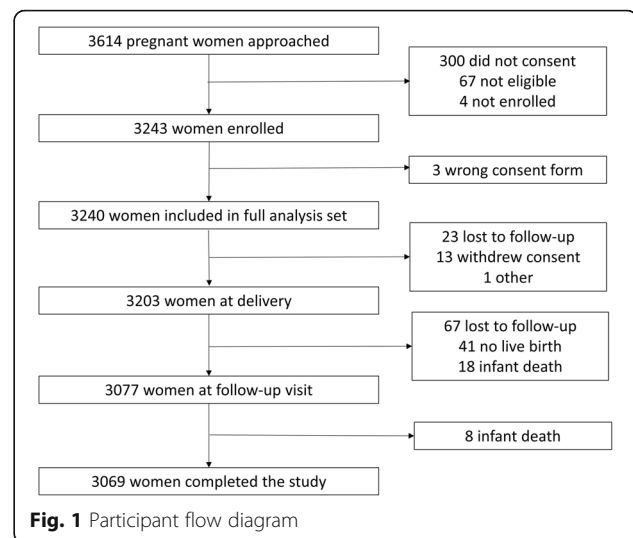 3614 pregnant women approached
300 did not consent
67 not eligible
4 not enrolled
3243 women enrolled
3 wrong consent form
3240 women included in full analysis set
23 lost to follow-up
13 withdrew consent
1 other
3203 women at delivery
67 lost to follow-up
41 no live birth
18 infant death
3077 women at follow-up visit
8 infant death
3069 women completed the study
Fig. 1 Participant flow diagram